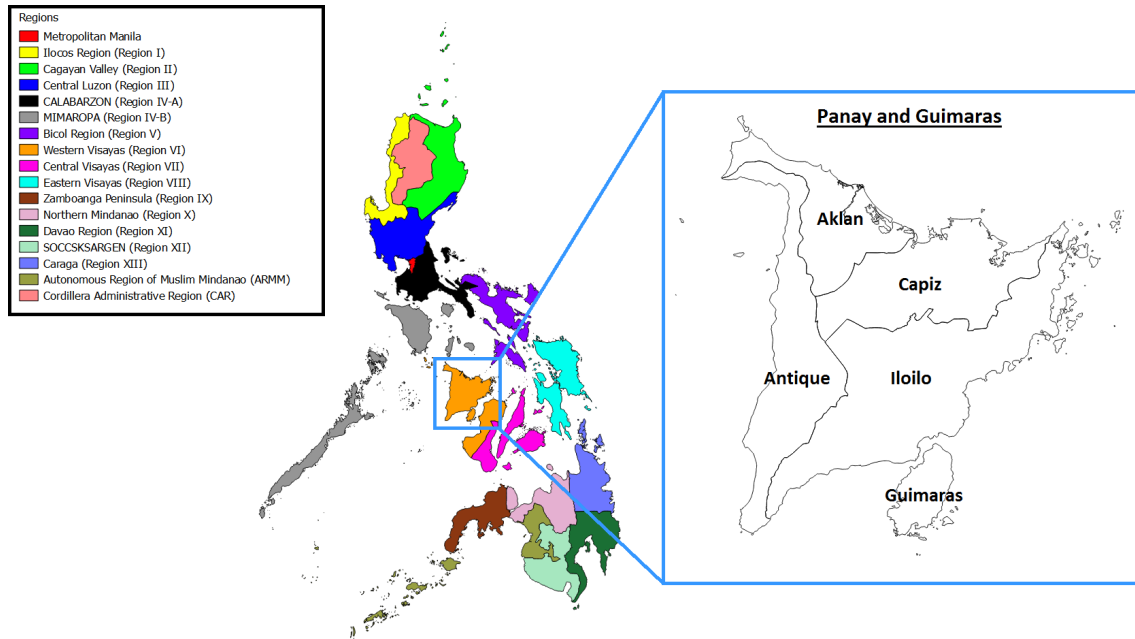 Regions
Metropolitan Manila
Ilocos Region (Region I)
Cagayan Valley (Region II)
Central Luzon (Region III)
CALABARZON (Region IV-A)
MIMAROPA (Region IV-B)
Bicol Region (Region V)
Western Visayas (Region VI)
Central Visayas (Region VII)
Eastern Visayas (Region VIII)
Zamboanga Peninsula (Region IX)
Northern Mindanao (Region X)
Davao Region (Region XI)
SOCCSKSARGEN (Region XII)
Caraga (Region XIII)
Autonomous Region of Muslim Mindanao (ARMM)
Cordillera Administrative Region (CAR)
Panay and Guimaras
Aklan
Capiz
Antique
Iloilo
Guimaras